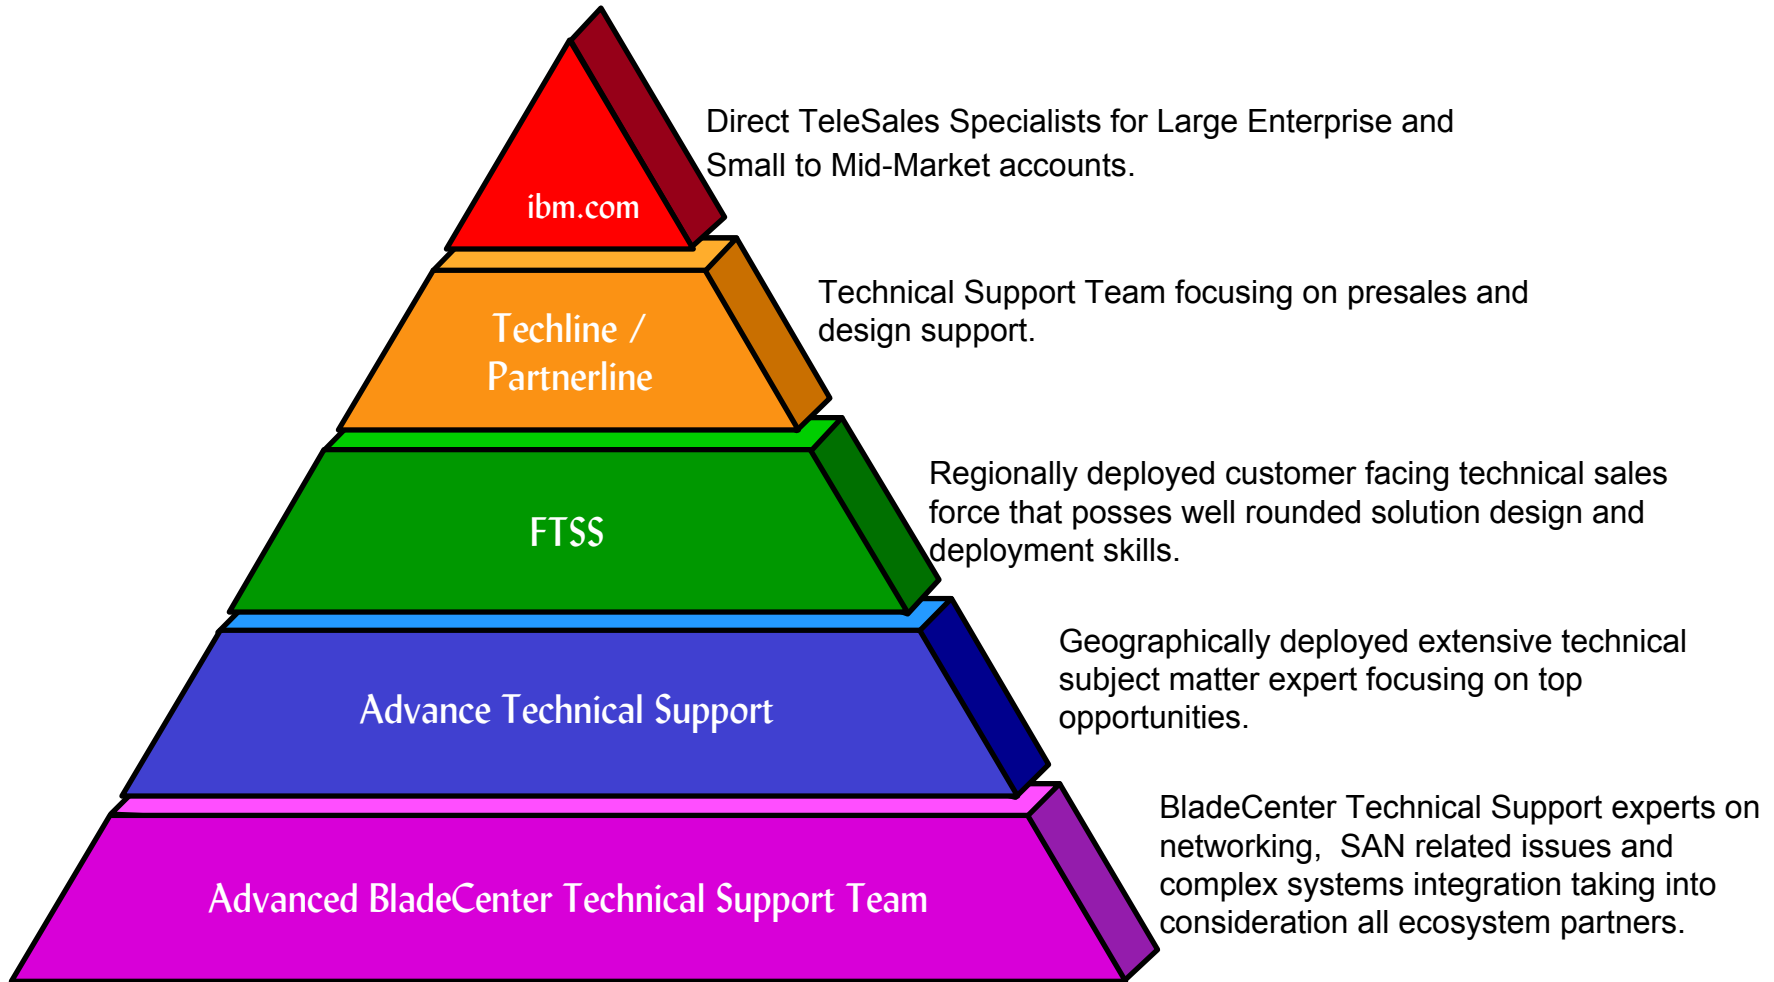 Direct TeleSales Specialists for Large Enterprise and
Small to Mid-Market accounts.
ibm.com
Technical Support Team focusing on presales and
design support.
Techline /
Partnerline
Regionally deployed customer facing technical sales
force that posses well rounded solution design and
deployment skills.
FTSS
Geographically deployed extensive technical
subject matter expert focusing on top
opportunities.
Advance Technical Support
BladeCenter Technical Support experts on
networking,  SAN related issues and
complex systems integration taking into
consideration all ecosystem partners.
Advanced BladeCenter Technical Support Team